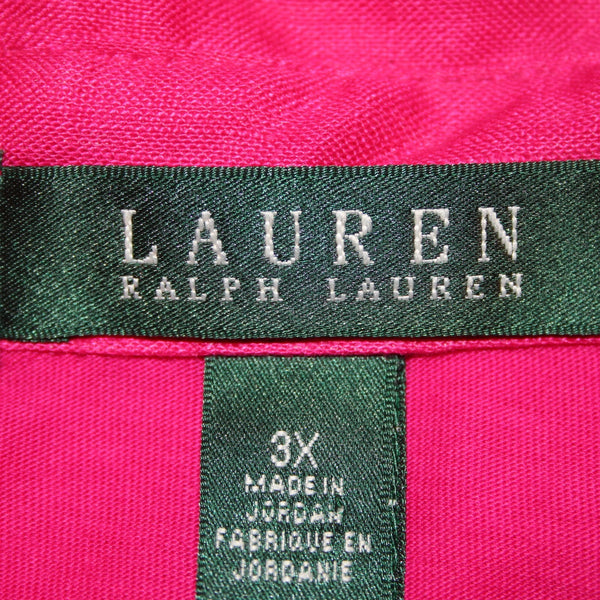 LAUREN
RALPH LAUREN
3X
MADE IN
JORDAN
FABRIQUE EN
JORDANIE